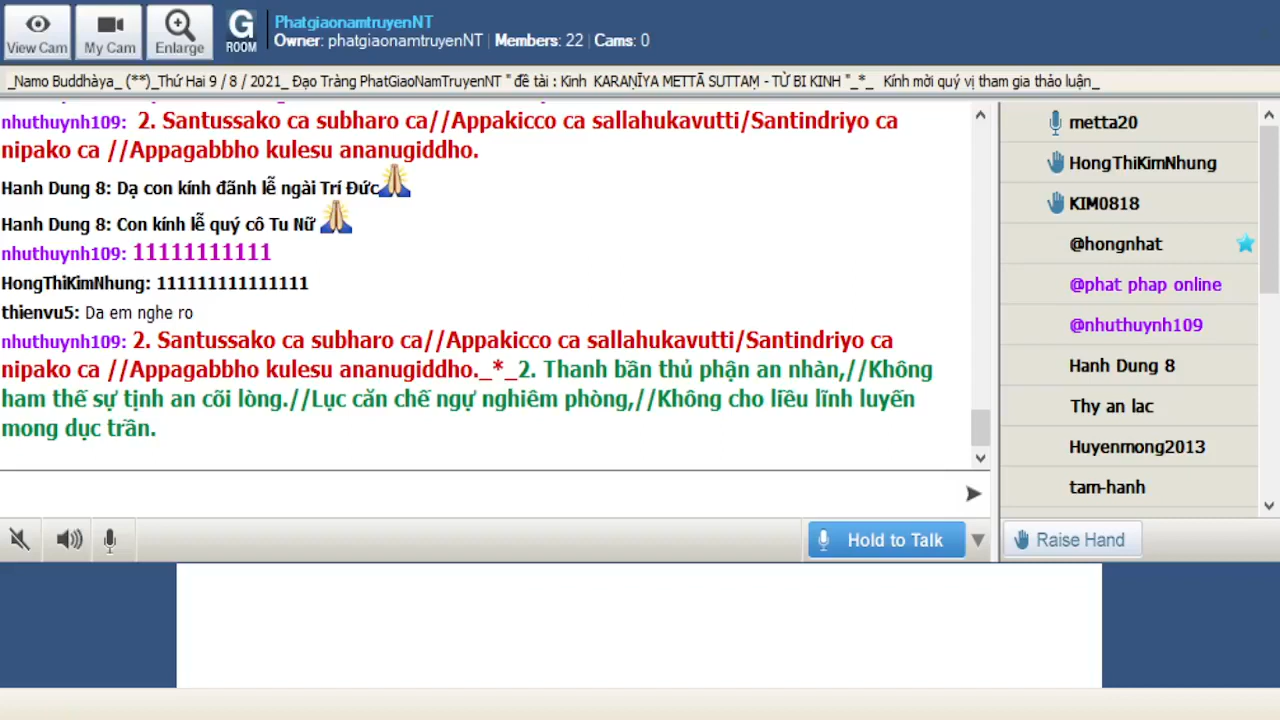 PhatgiaonamtruyenNT
G
ROOM
Owner: phatgiaonamtruyenNT | Members: 22 | Cams: 0
View Cam
My Cam
Enlarge
_Namo Buddhàya_ (**)_Thứ Hai 9 / 8 / 2021_ Đạo Tràng PhatGiaoNamTruyenNT " đề tài : Kinh KARAṆĪYA METTĀ SUTTAṂ - TỪ BI KINH "_*_ Kính mời quý vị tham gia thảo luận_
nhuthuynh109: 2. Santussako ca subharo ca//Appakicco ca sallahukavutti/Santindriyo ca
nipako ca //Appagabbho kulesu ananugiddho.
Hanh Dung 8: Dạ con kính đãnh lễ ngài Trí Đức
Hanh Dung 8: Con kính lễ quý cô Tu Nữ
nhuthuynh109: 11111111111
HongThiKimNhung: 111111111111111
thienvu5: Da em nghe ro
nhuthuynh109: 2. Santussako ca subharo ca//Appakicco ca sallahukavutti/Santindriyo ca
nipako ca //Appagabbho kulesu ananugiddho._*_2. Thanh bần thủ phận an nhàn,//Không
ham thế sự tịnh an cõi lòng.//Lục căn chế ngự nghiêm phòng,//Không cho liều lĩnh luyến
mong dục trần.
metta20
HongThiKimNhung
KIM0818
@hongnhat
@phat phap online
@nhuthuynh109
Hanh Dung 8
Thy an lac
Huyenmong2013
tam-hanh
Hold to Talk
Raise Hand